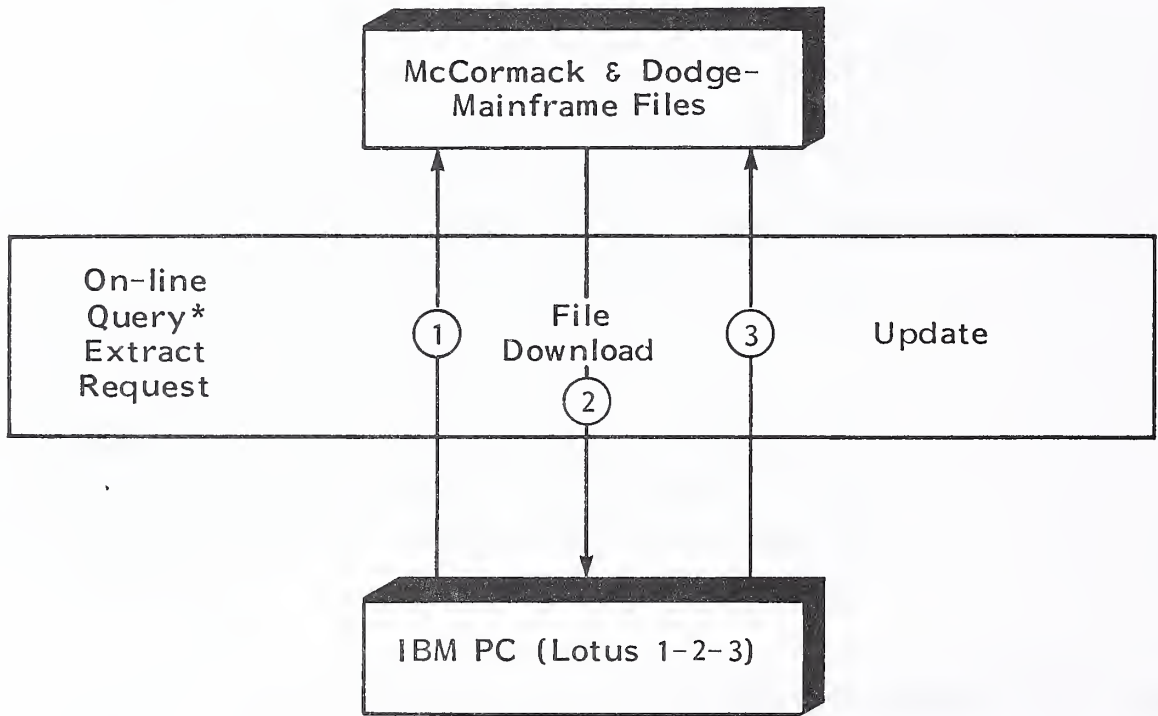 McCormack & Dodge-
Mainframe Files
On-line
Query*
Extract
Request
1
File
Download
2
3
Update
IBM PC (Lotus 1-2-3)